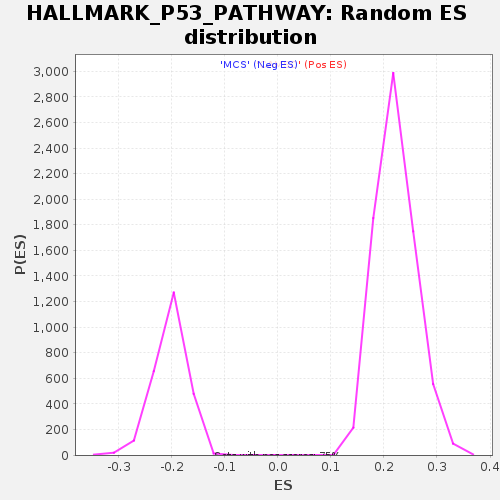 HALLMARK_P53_PATHWAY: Random ES
distribution
'MCS' (Neg ES)' (Pos ES)
3,000
2,800
2,600
2,400
2,200
2,000
1,800
1,600
1,400
1,200
1,000
800
600
400
200
0
P(ES)
75%
-0.3 -0.2 -0.1 0.0 0.1 0.2 0.3 0.4
ES